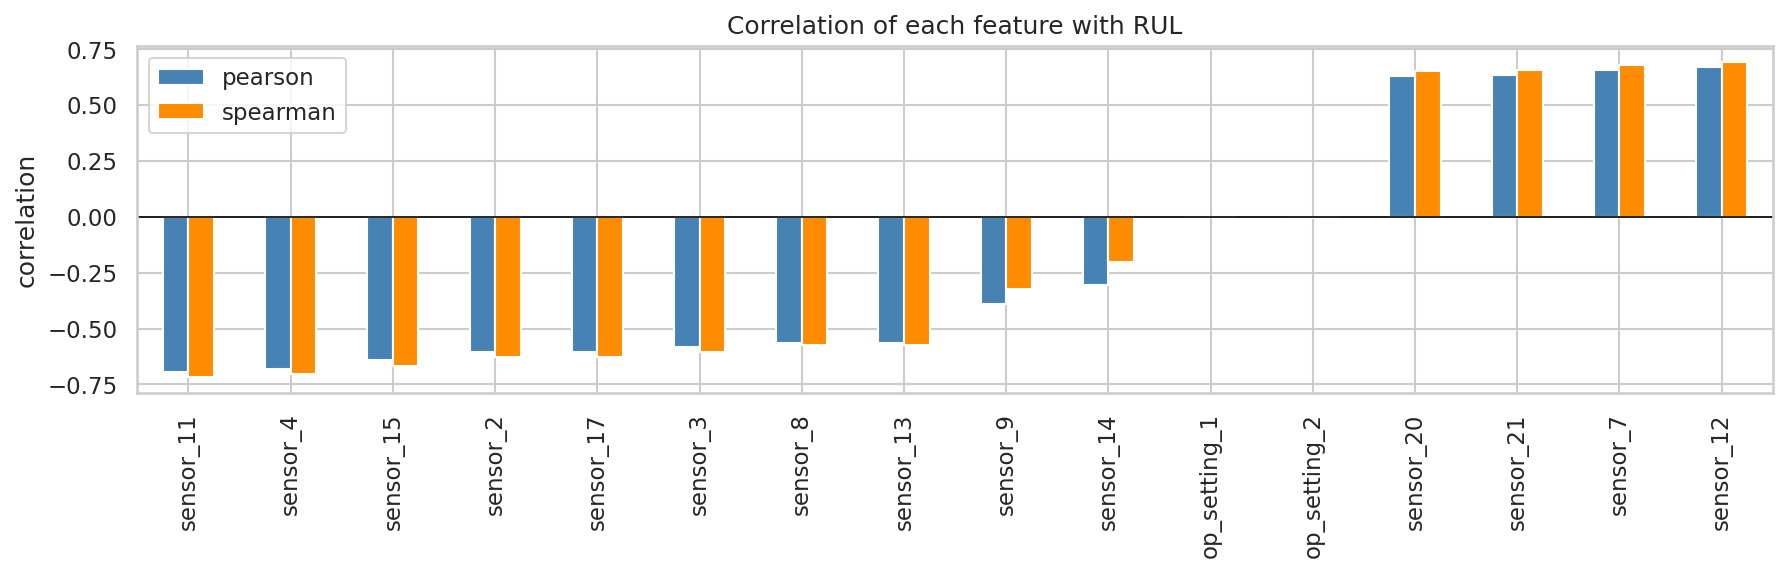 Correlation of each feature with RUL
pearson
spearman
correlation
0.75
0.50
0.25
0.00
−0.25
−0.50
−0.75
sensor_11
sensor_4
sensor_15
sensor_2
sensor_17
sensor_3
sensor_8
sensor_13
sensor_9
sensor_14
op_setting_1
op_setting_2
sensor_20
sensor_21
sensor_7
sensor_12